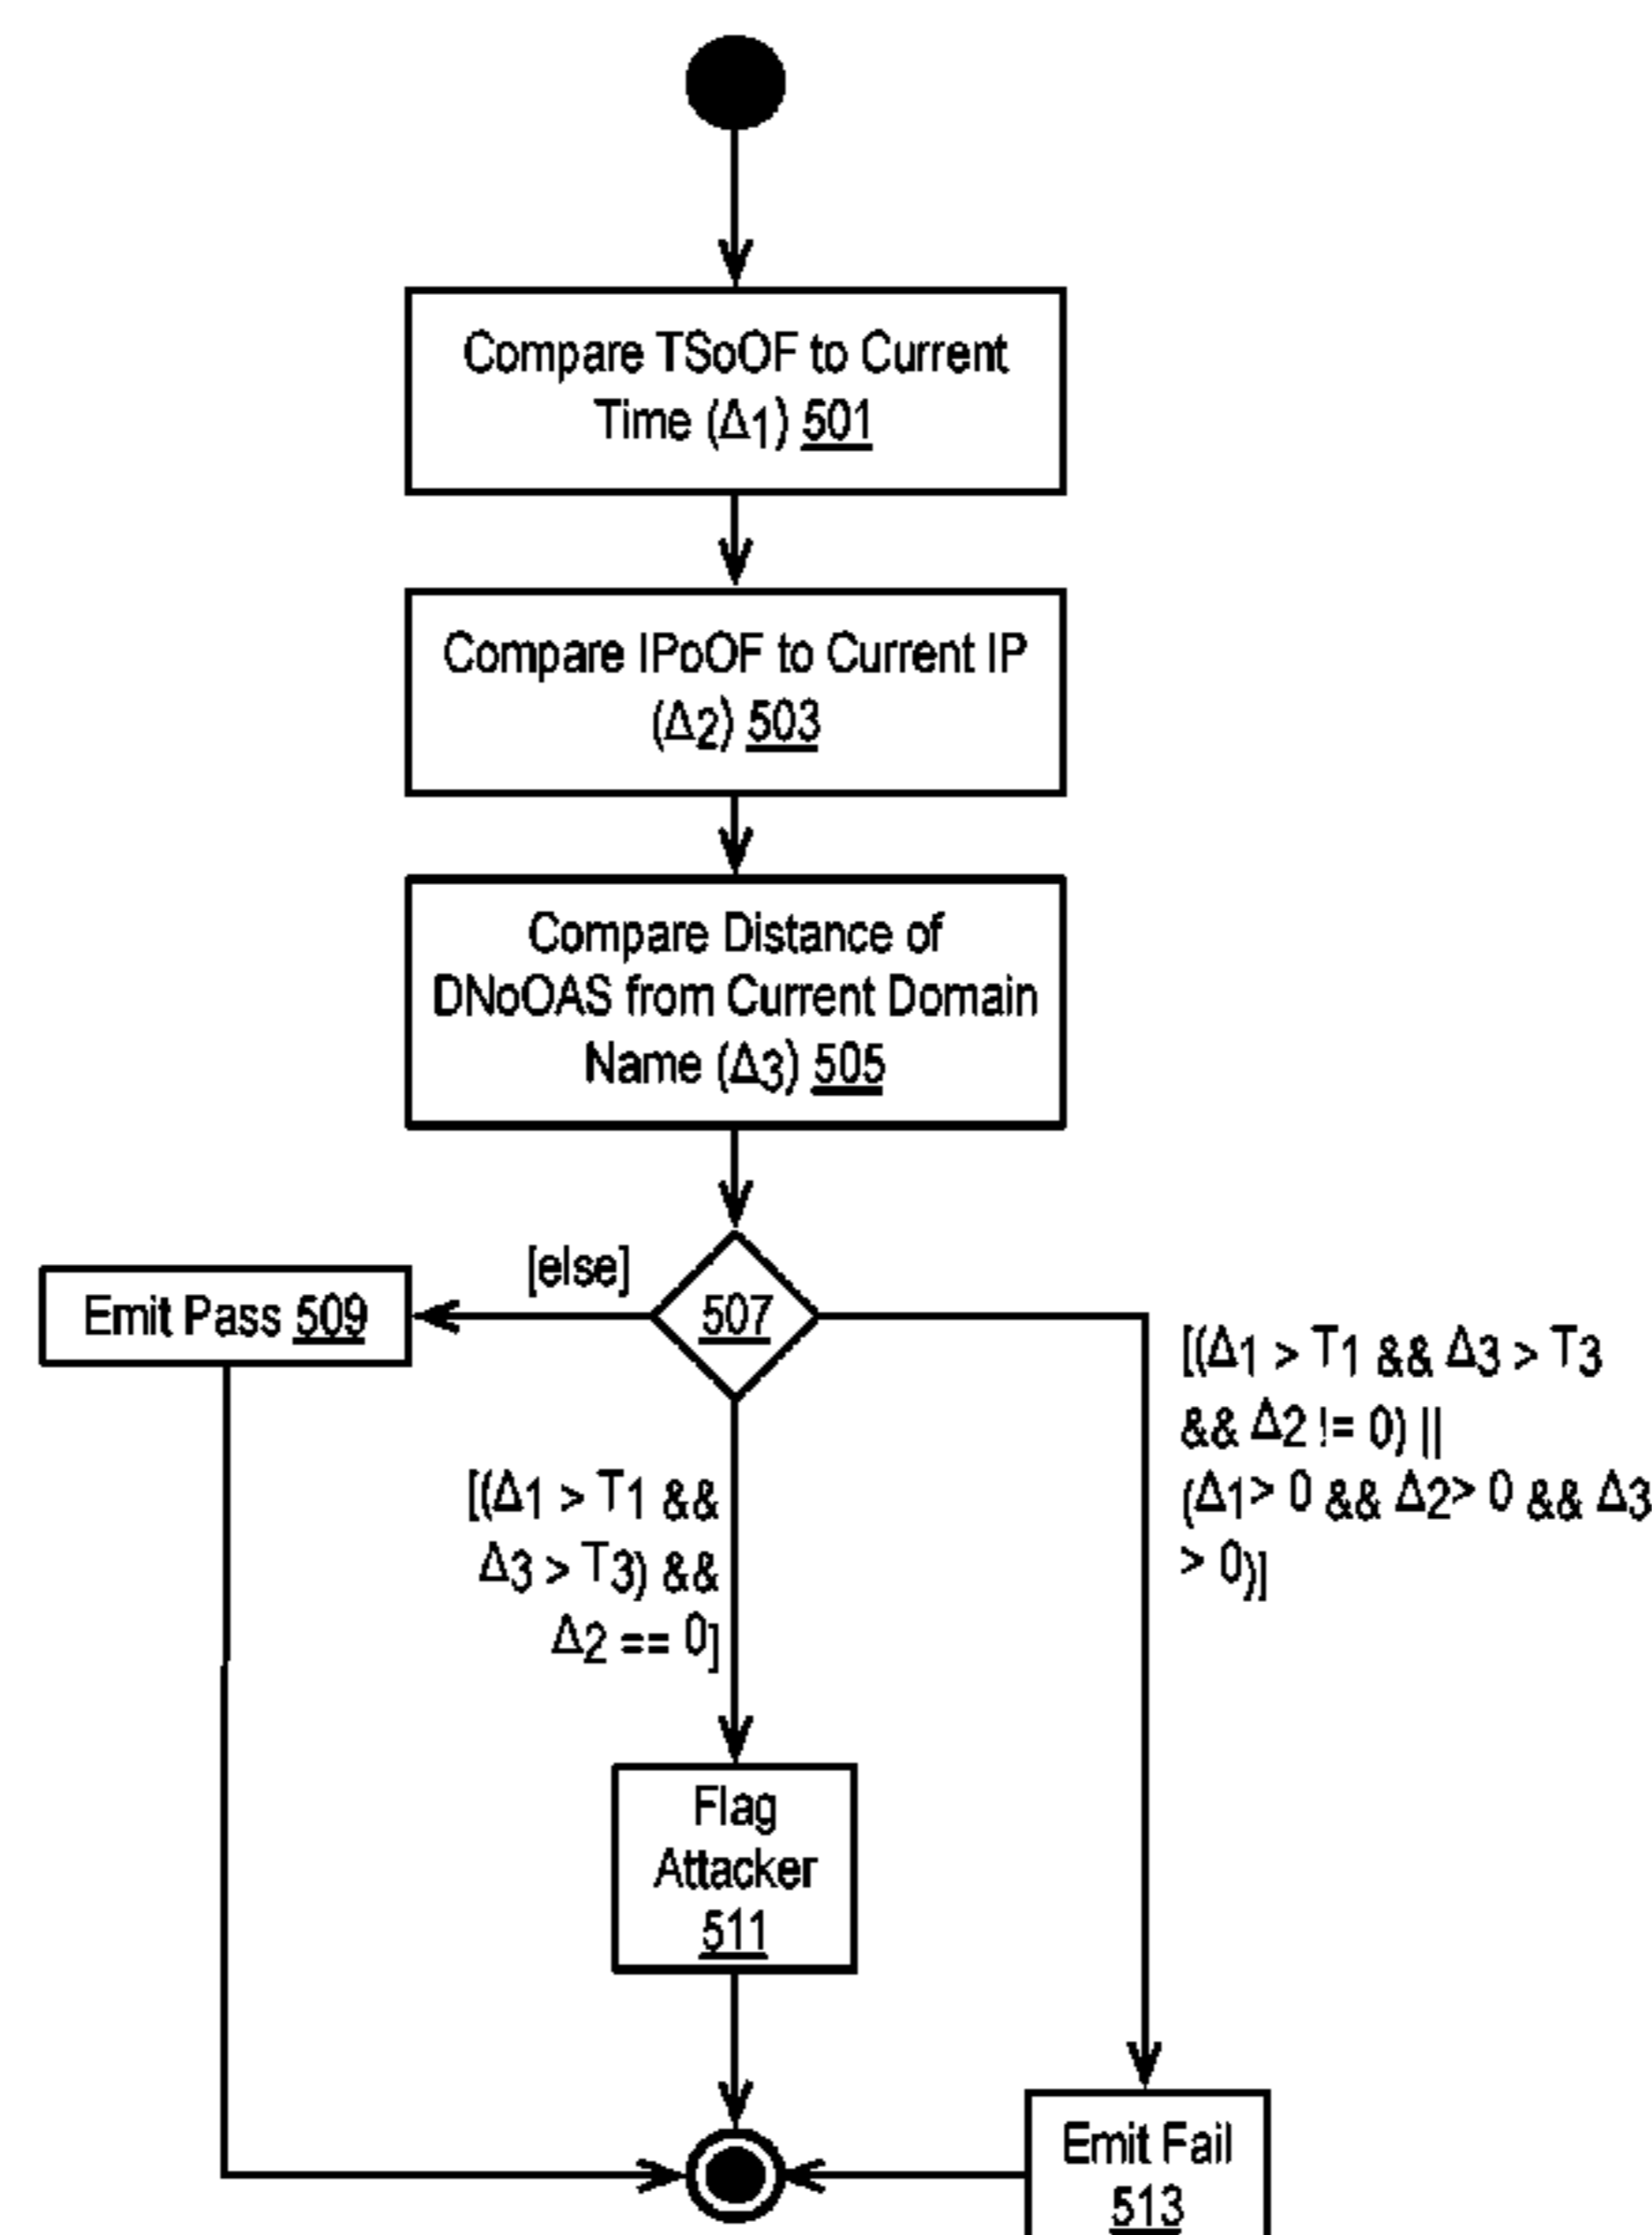 Compare TSoOF to Current
Time (Δ1) 501
Compare IPoOF to Current IP
(Δ2) 503
Compare Distance of
DNoOAS from Current Domain
Name (Δ3) 505
[else]
Emit Pass 509
507
[(Δ1 > T1 && Δ3 > T3
&& Δ2 != 0) ||
(Δ1> 0 && Δ2> 0 && Δ3
> 0)]
[(Δ1 > T1 &&
Δ3 > T3) &&
Δ2 == 0]
Flag
Attacker
511
Emit Fail
513